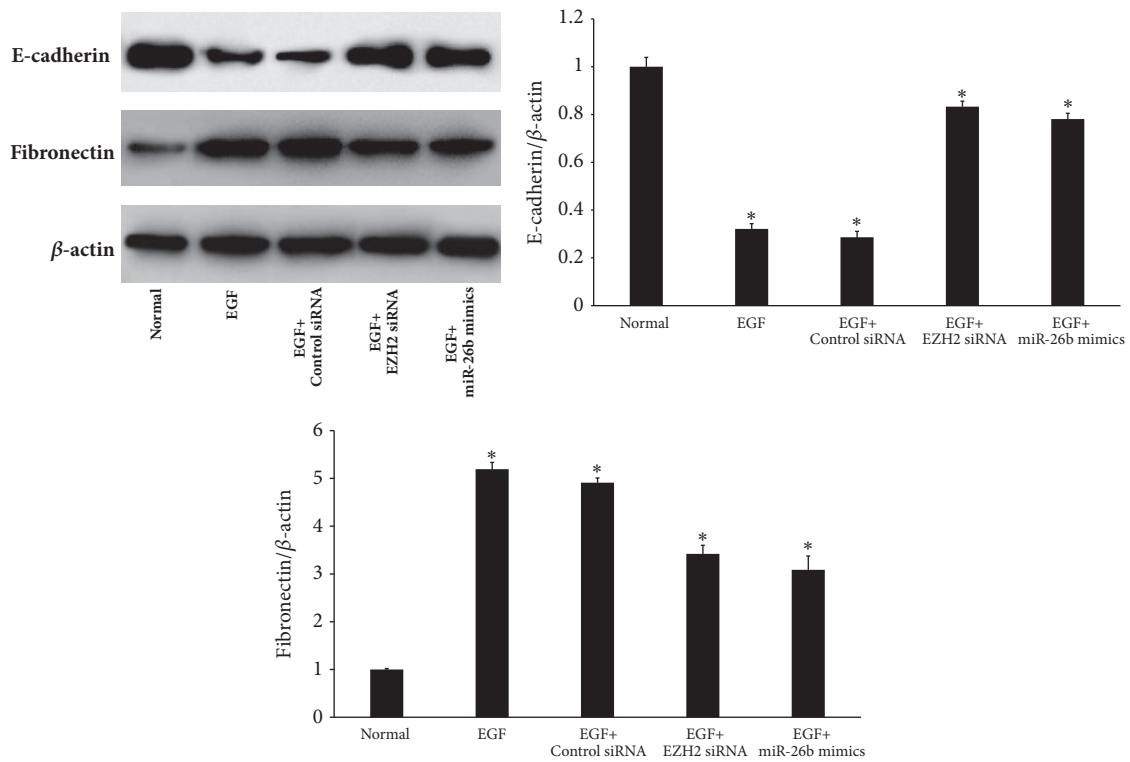 E-cadherin
Fibronectin
β-actin
Normal
EGF
EGF+
Control siRNA
EGF+
EZH2 siRNA
EGF+
miR-26b mimics
E-cadherin/β-actin
1.2
1
0.8
0.6
0.4
0.2
0
*
*
*
*
Normal
EGF
EGF+
Control siRNA
EGF+
EZH2 siRNA
EGF+
miR-26b mimics
Fibronectin/β-actin
6
5
4
3
2
1
0
*
*
*
*
Normal
EGF
EGF+
Control siRNA
EGF+
EZH2 siRNA
EGF+
miR-26b mimics